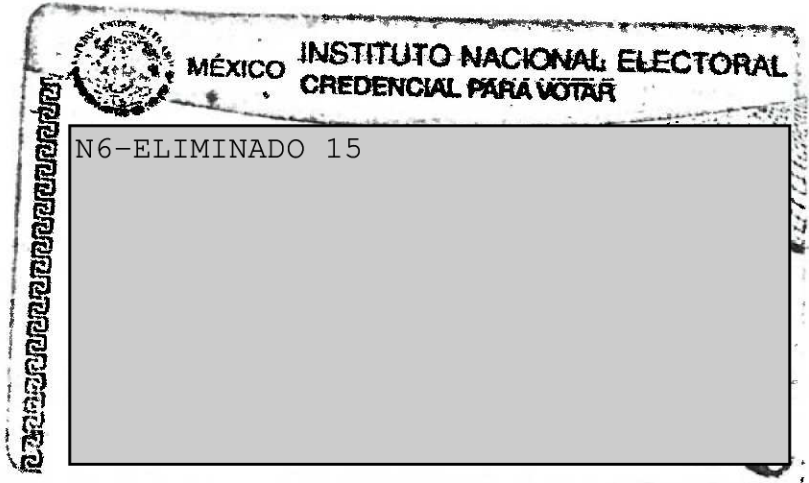 MÉXICO
INSTITUTO NACIONAL ELECTORAL
CREDENCIAL PARA VOTAR
N6-ELIMINADO 15